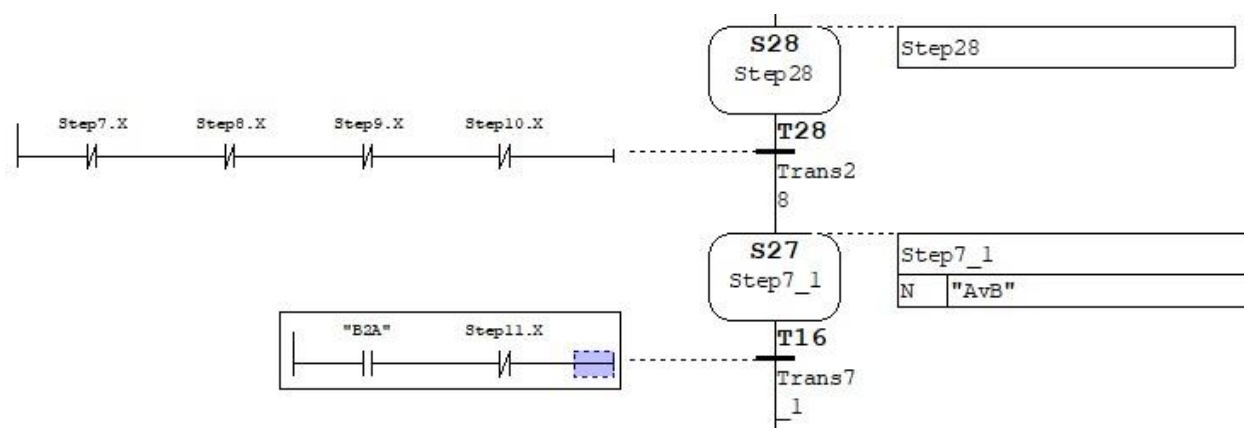 S28
Step28
Step28
Step7.X Step8.X Step9.X Step10.X
T28
Trans2
8
S27
Step7_1
Step7_1
N "AvB"
"B2A" Step11.X
T16
Trans7
_1